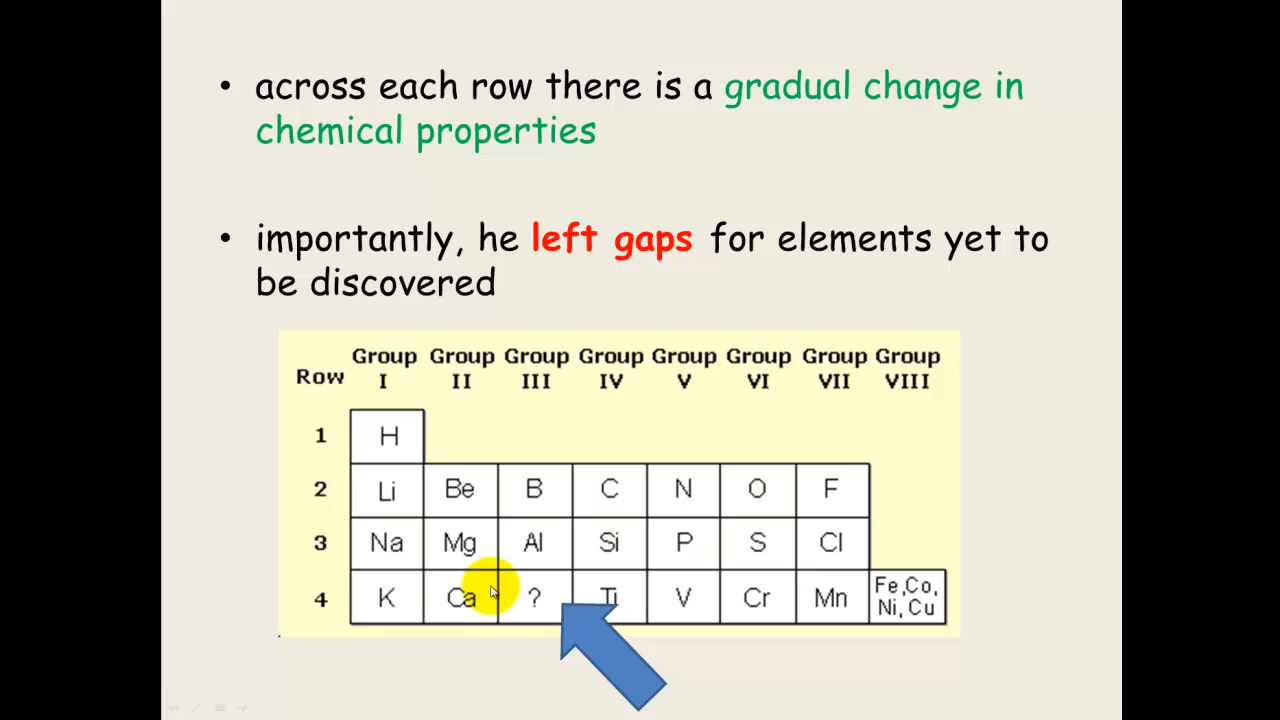 • across each row there is a gradual change in
chemical properties
• importantly, he left gaps for elements yet to
be discovered
Group Group Group Group Group Group Group Group
Row I II III IV V VI VII VIII
1 H
2 Li Be B C N O F
3 Na Mg Al Si P S Cl
4 K Ca ? Ti V Cr Mn Fe, Co,
Ni, Cu